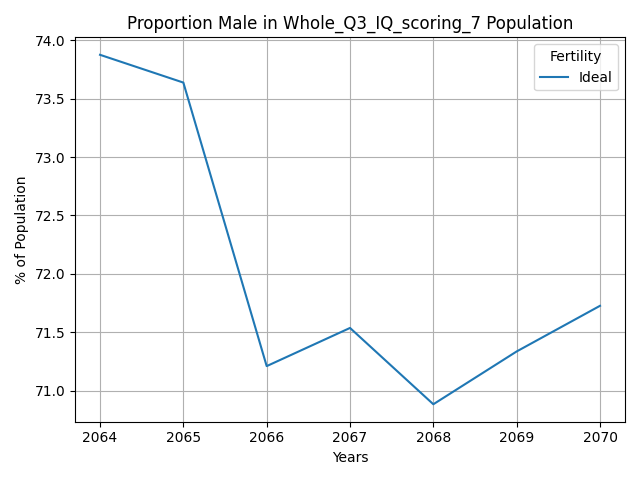 Proportion Male in Whole_Q3_IQ_scoring_7 Population
Fertility
Ideal
74.0
73.5
73.0
72.5
72.0
71.5
71.0
% of Population
2064 2065 2066 2067 2068 2069 2070
Years